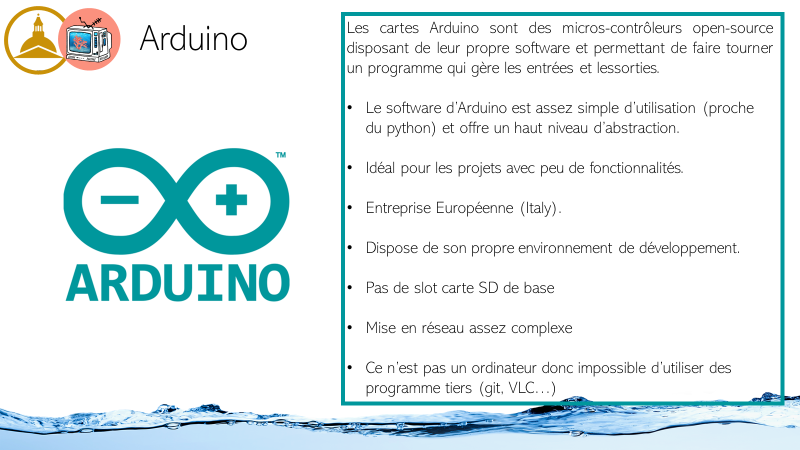 Arduino
Les cartes Arduino sont des micros-contrôleurs open-source
disposant de leur propre software et permettant de faire tourner
un programme qui gère les entrées et lessorties.
• Le software d'Arduino est assez simple d'utilisation (proche
du python) et offre un haut niveau d'abstraction.
• Idéal pour les projets avec peu de fonctionnalités.
• Entreprise Européenne (Italy).
• Dispose de son propre environnement de développement.
• Pas de slot carte SD de base
• Mise en réseau assez complexe
• Ce n'est pas un ordinateur donc impossible d'utiliser des
programme tiers (git, VLC…)
TM
ARDUINO